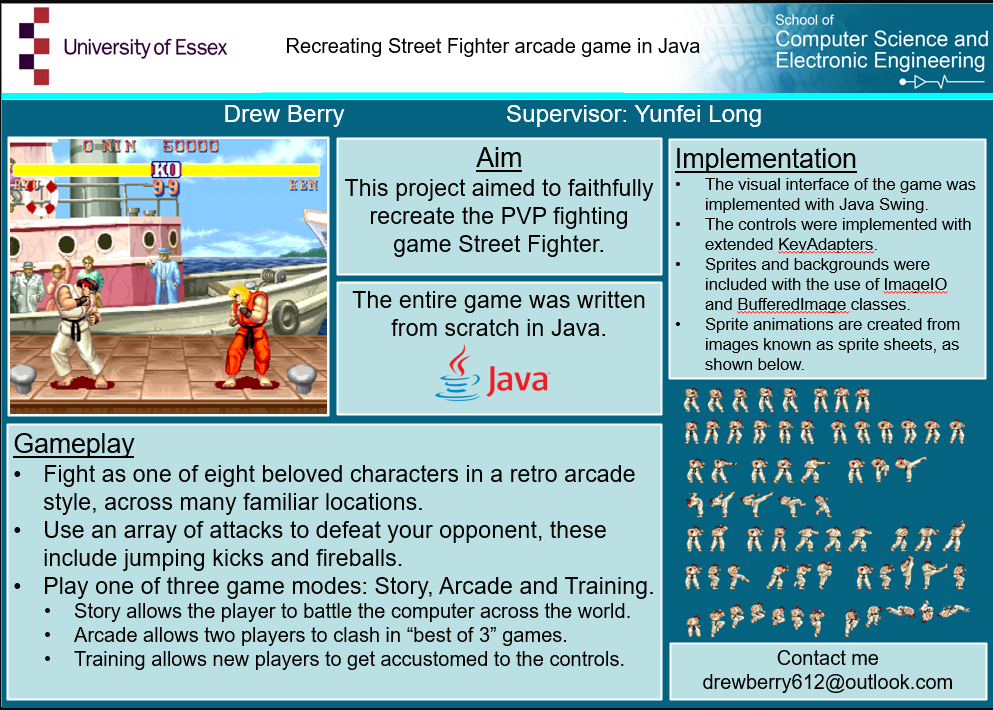 University of Essex
Recreating Street Fighter arcade game in Java
School of
Computer Science and
Electronic Engineering
Drew Berry
Supervisor: Yunfei Long
0 NIN 50000
KO
RYU
99
KEN
Aim
This project aimed to faithfully
recreate the PVP fighting
game Street Fighter.
The entire game was written
from scratch in Java.
Java
Implementation
• The visual interface of the game was
implemented with Java Swing.
• The controls were implemented with
extended KeyAdapters.
• Sprites and backgrounds were
included with the use of ImageIO
and BufferedImage classes.
• Sprite animations are created from
images known as sprite sheets, as
shown below.
Gameplay
• Fight as one of eight beloved characters in a retro arcade
style, across many familiar locations.
• Use an array of attacks to defeat your opponent, these
include jumping kicks and fireballs.
• Play one of three game modes: Story, Arcade and Training.
• Story allows the player to battle the computer across the world.
• Arcade allows two players to clash in “best of 3” games.
• Training allows new players to get accustomed to the controls.
Contact me
drewberry612@outlook.com